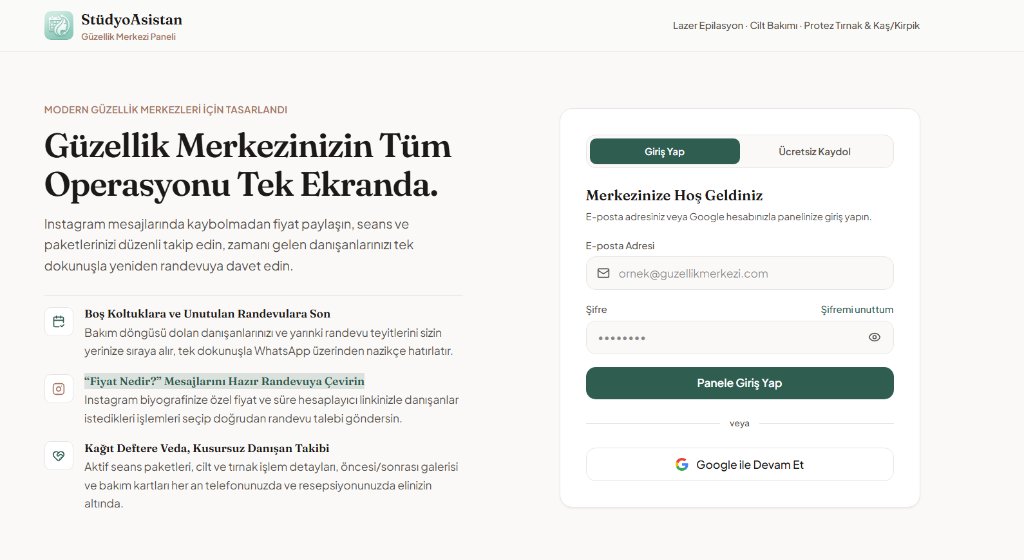 StüdyoAsistan
Güzellik Merkezi Paneli
Lazer Epilasyon · Cilt Bakımı · Protez Tırnak & Kaş/Kirpik
MODERN GÜZELLİK MERKEZLERİ İÇİN TASARLANDI
Güzellik Merkezinizin Tüm
Operasyonu Tek Ekranda.
Instagram mesajlarında kaybolmadan fiyat paylaşın, seans ve
paketlerinizi düzenli takip edin, zamanı gelen danışanlarınızı tek
dokunuşla yeniden randevuya davet edin.
Boş Koltuklara ve Unutulan Randevulara Son
Bakım döngüsü dolan danışanlarınızı ve yarınki randevu teyitlerini sizin
yerinize sıraya alır, tek dokunuşla WhatsApp üzerinden nazikçe hatırlatır.
“Fiyat Nedir?” Mesajlarını Hazır Randevuya Çevirin
Instagram biyografinize özel fiyat ve süre hesaplayıcı linkinizle danışanlar
istedikleri işlemleri seçip doğrudan randevu talebi göndersin.
Kağıt Deftere Veda, Kusursuz Danışan Takibi
Aktif seans paketleri, cilt ve tırnak işlem detayları, öncesi/sonrası galerisi
ve bakım kartları her an telefonunuzda ve resepsiyonunuzda elinizin
altında.
Giriş Yap
Ücretsiz Kaydol
Merkezinize Hoş Geldiniz
E-posta adresiniz veya Google hesabınızla panelinize giriş yapın.
E-posta Adresi
ornek@guzellikmerkezi.com
Şifre
Şifremi unuttum
••••••••
Panele Giriş Yap
veya
Google ile Devam Et